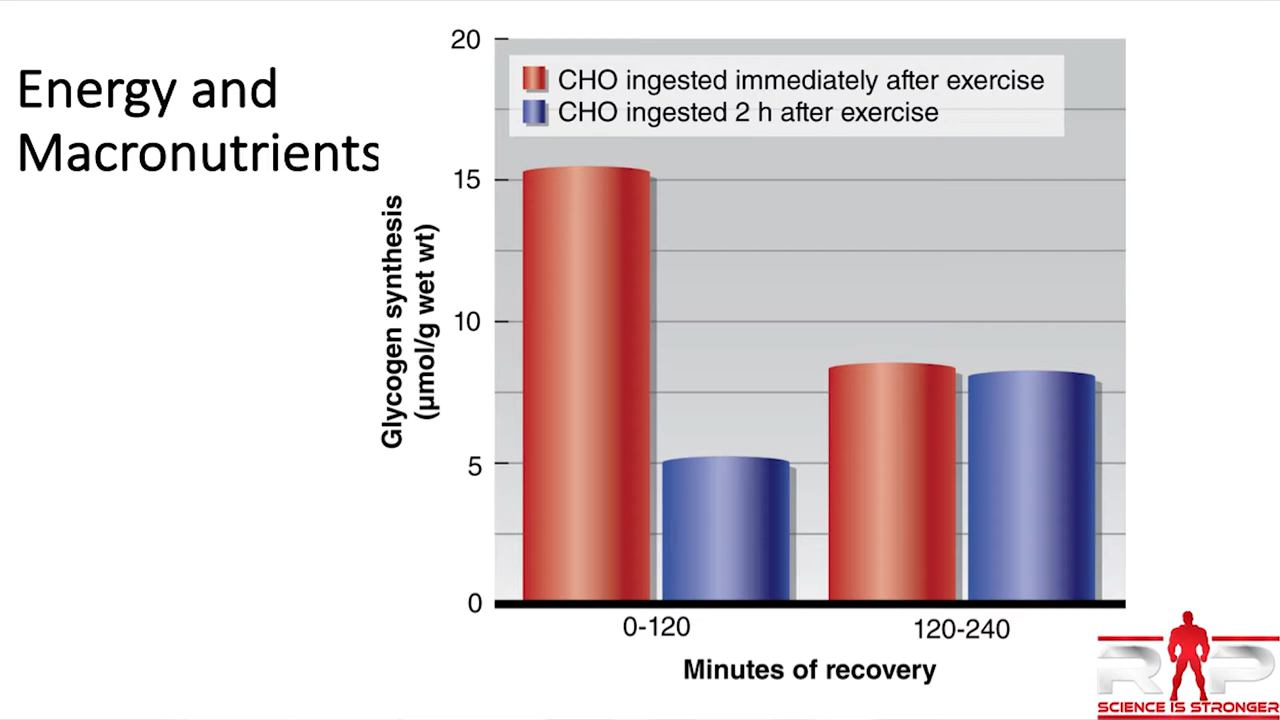 Energy and
Macronutrients
20
CHO ingested immediately after exercise
CHO ingested 2 h after exercise
15
10
5
0
Glycogen synthesis
(μmol/g wet wt)
0-120
120-240
Minutes of recovery
RP
SCIENCE IS STRONGER